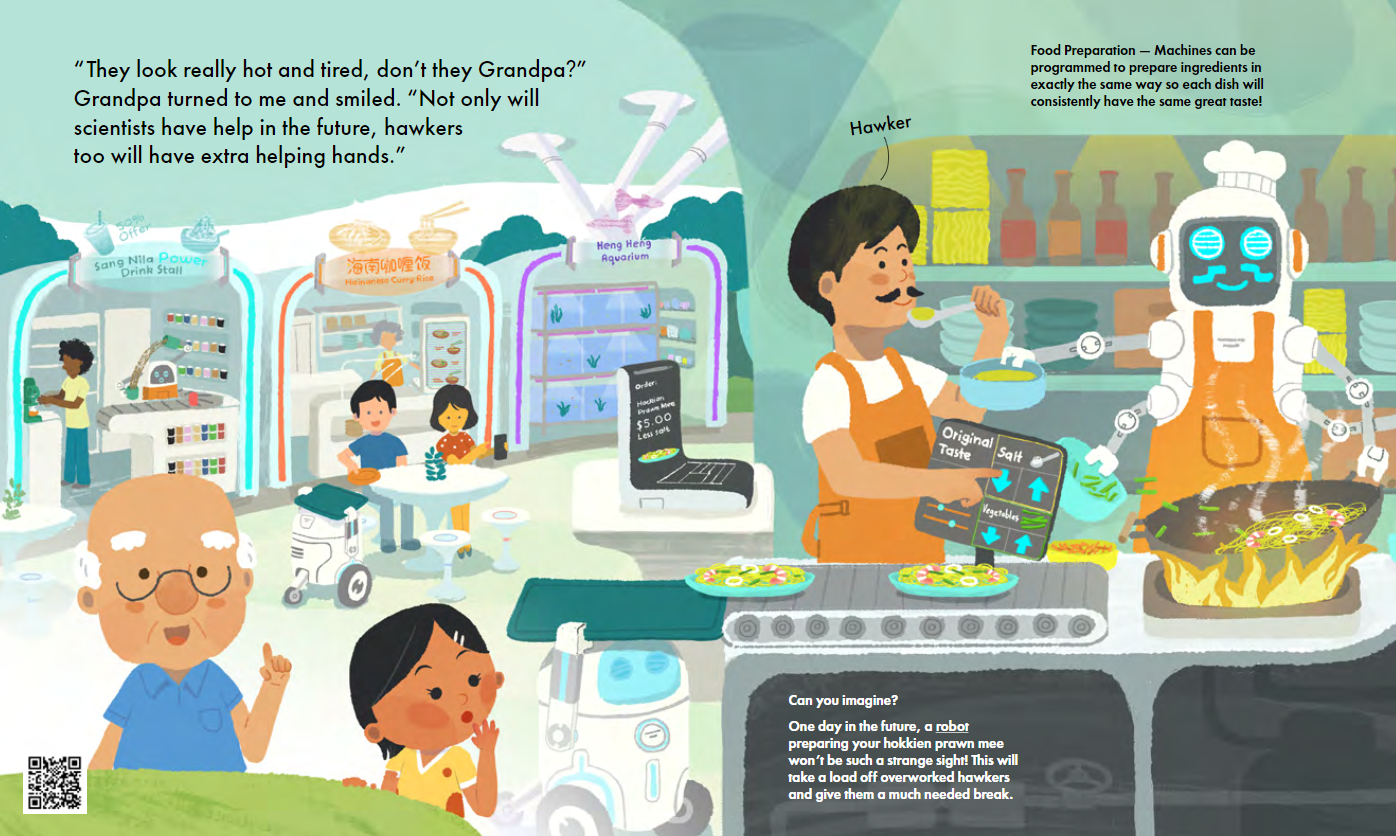 “They look really hot and tired, don’t they Grandpa?”
Grandpa turned to me and smiled. “Not only will
scientists have help in the future, hawkers
too will have extra helping hands.”
Food Preparation — Machines can be
programmed to prepare ingredients in
exactly the same way so each dish will
consistently have the same great taste!
Hawker
50%
Offer
Sang Nila Power
Drink Stall
海南咖喱饭
Hainanese Curry Rice
Heng Heng
Aquarium
Order:
Hokkien
Prawn Mee
$5.00
Less salt
Original
Taste
Salt
Vegetables
Can you imagine?
One day in the future, a robot
preparing your hokkien prawn mee
won’t be such a strange sight! This will
take a load off overworked hawkers
and give them a much needed break.